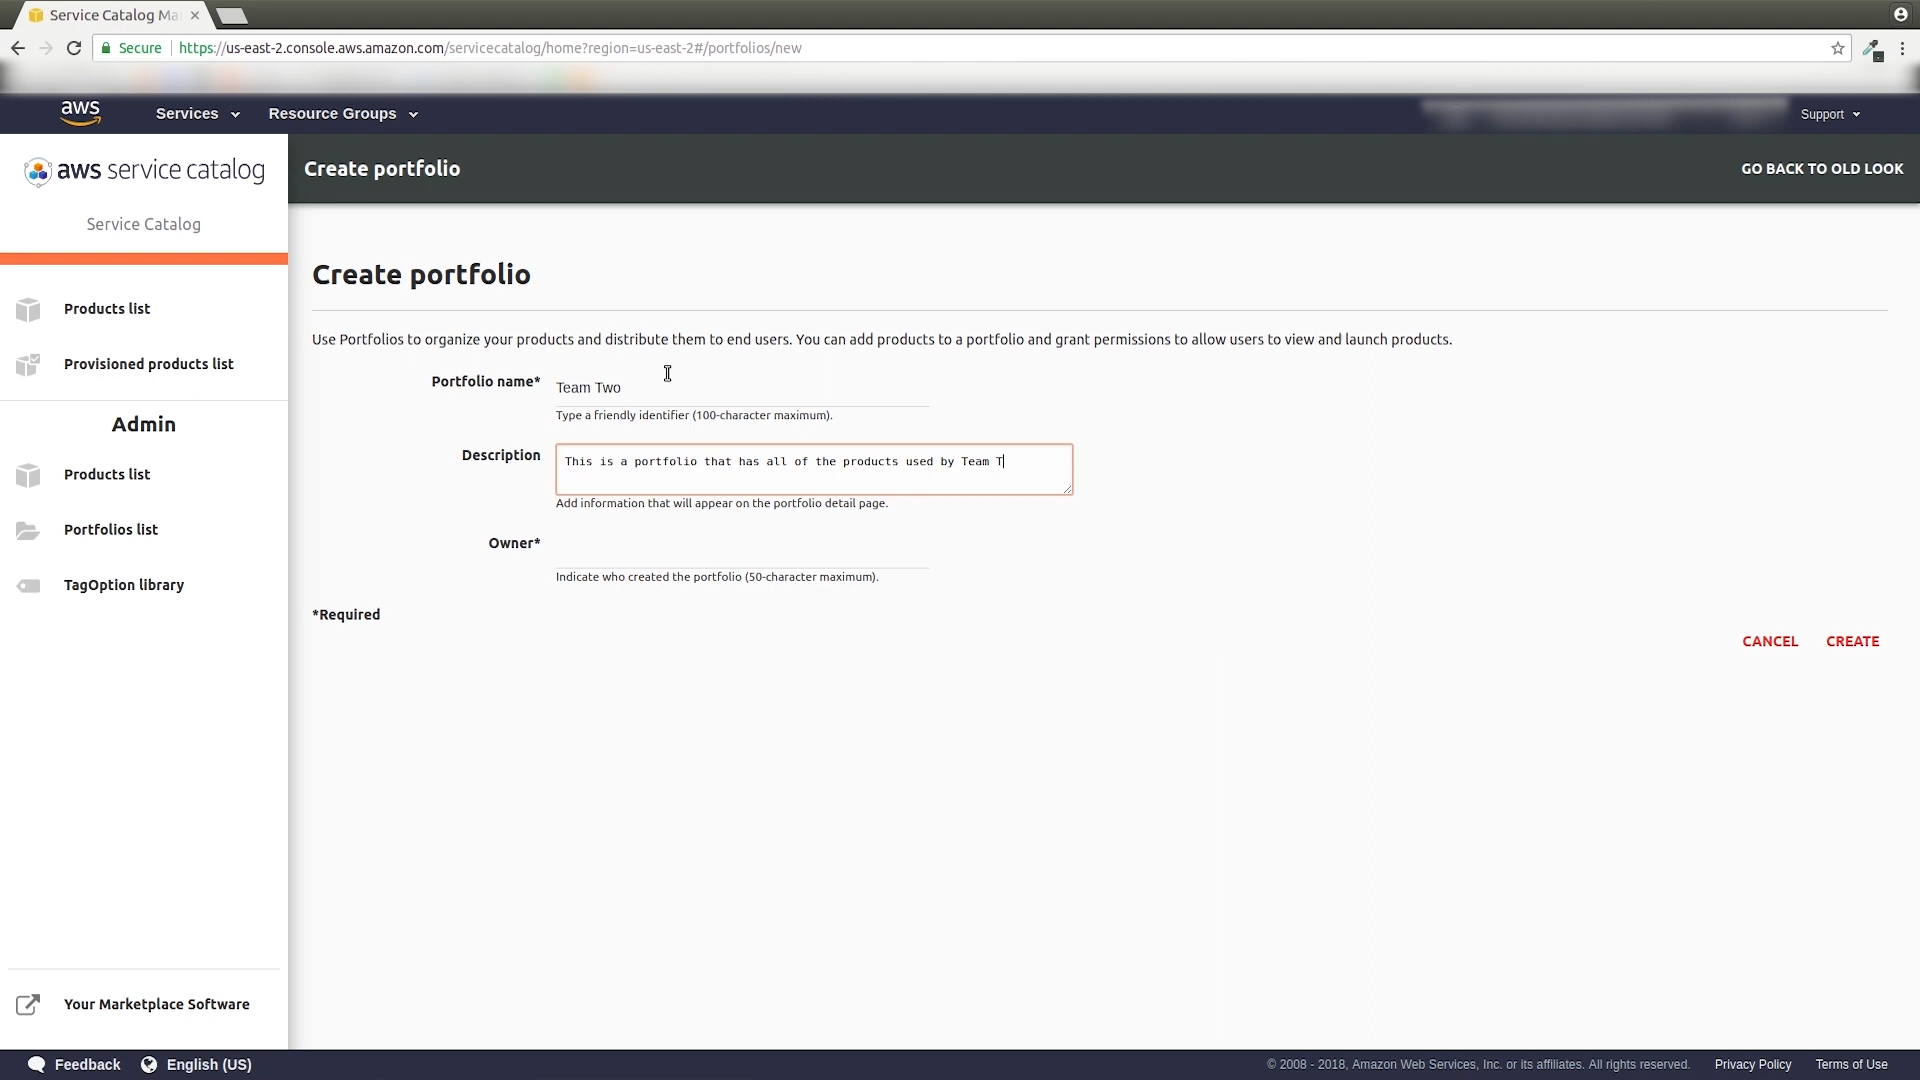 Service Catalog Ma
Secure
https://us-east-2.console.aws.amazon.com/servicecatalog/home?region=us-east-2#/portfolios/new
aws
Services
Resource Groups
Support
aws service catalog
Create portfolio
GO BACK TO OLD LOOK
Service Catalog
Products list
Provisioned products list
Admin
Products list
Portfolios list
TagOption library
Your Marketplace Software
Create portfolio
Use Portfolios to organize your products and distribute them to end users. You can add products to a portfolio and grant permissions to allow users to view and launch products.
Portfolio name*
Team Two
Type a friendly identifier (100-character maximum).
Description
This is a portfolio that has all of the products used by Team T
Add information that will appear on the portfolio detail page.
Owner*
Indicate who created the portfolio (50-character maximum).
*Required
CANCEL
CREATE
Feedback
English (US)
© 2008 - 2018, Amazon Web Services, Inc. or its affiliates. All rights reserved.
Privacy Policy
Terms of Use